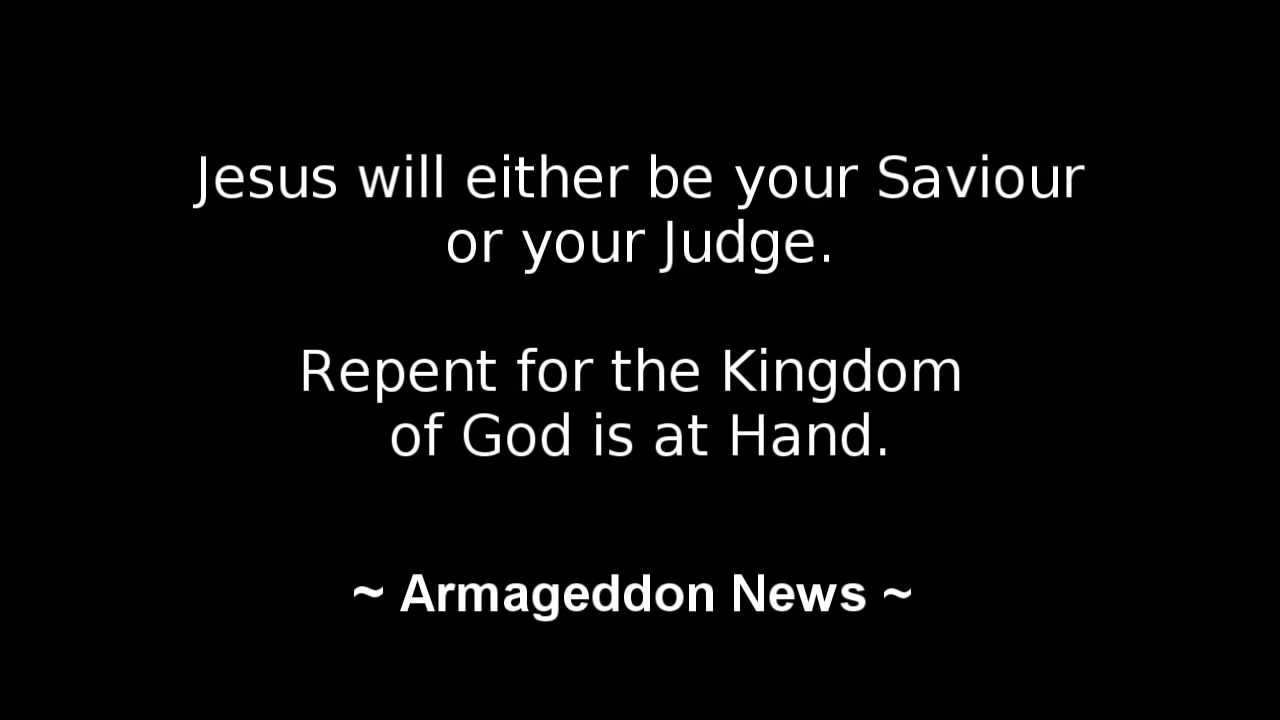 Jesus will either be your Saviour
or your Judge.
Repent for the Kingdom
of God is at Hand.
~ Armageddon News ~